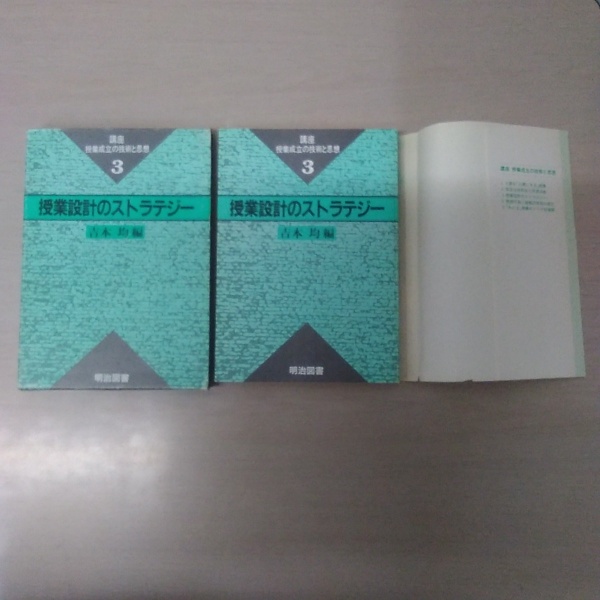 講座
授業成立の技術と思想
3
授業設計のストラテジー
吉本 均編
明治図書
講座
授業成立の技術と思想
3
授業設計のストラテジー
吉本 均編
明治図書
講座 授業成立の技術と思想